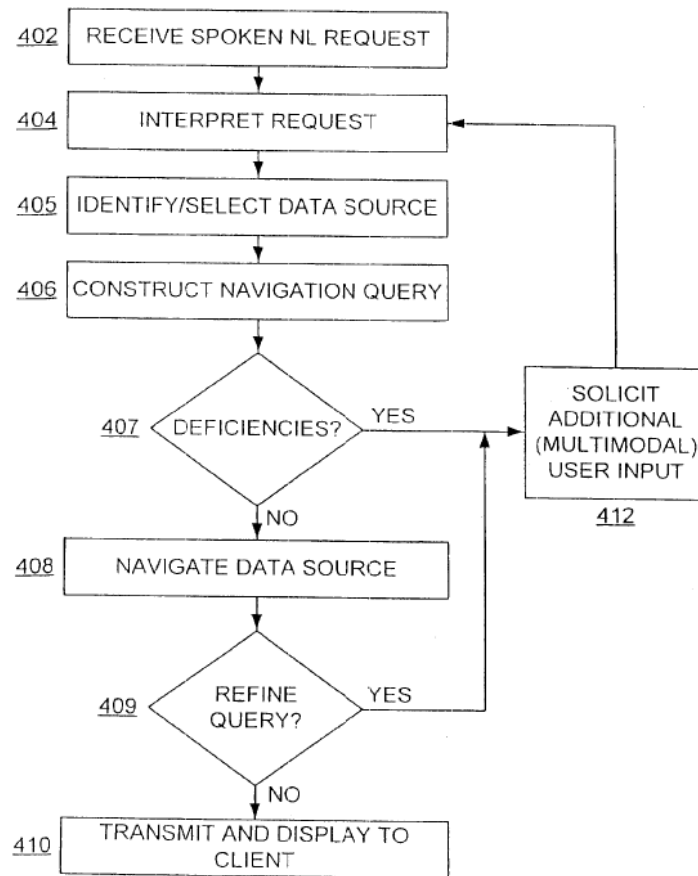 402 RECEIVE SPOKEN NL REQUEST
404 INTERPRET REQUEST
405 IDENTIFY/SELECT DATA SOURCE
406 CONSTRUCT NAVIGATION QUERY
407 DEFICIENCIES? YES
NO
SOLICIT
ADDITIONAL
(MULTIMODAL)
USER INPUT
412
408 NAVIGATE DATA SOURCE
409 REFINE
QUERY?
YES
NO
410 TRANSMIT AND DISPLAY TO
CLIENT